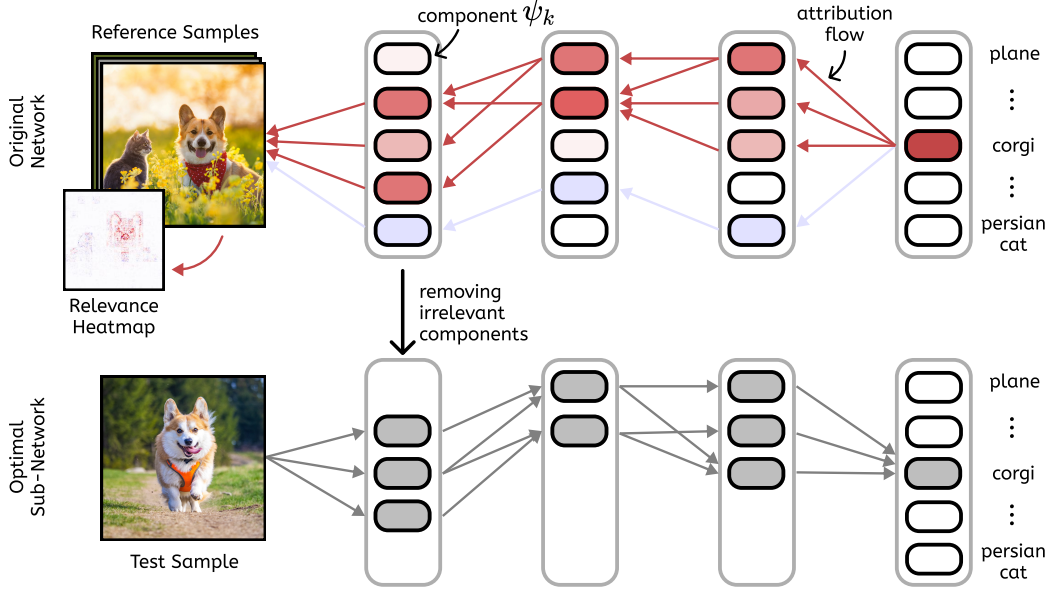 component ψk
attribution
flow
Reference Samples
Original
Network
plane
⋮
corgi
⋮
persian
cat
Relevance
Heatmap
removing
irrelevant
components
Optimal
Sub-Network
plane
⋮
corgi
⋮
persian
cat
Test Sample